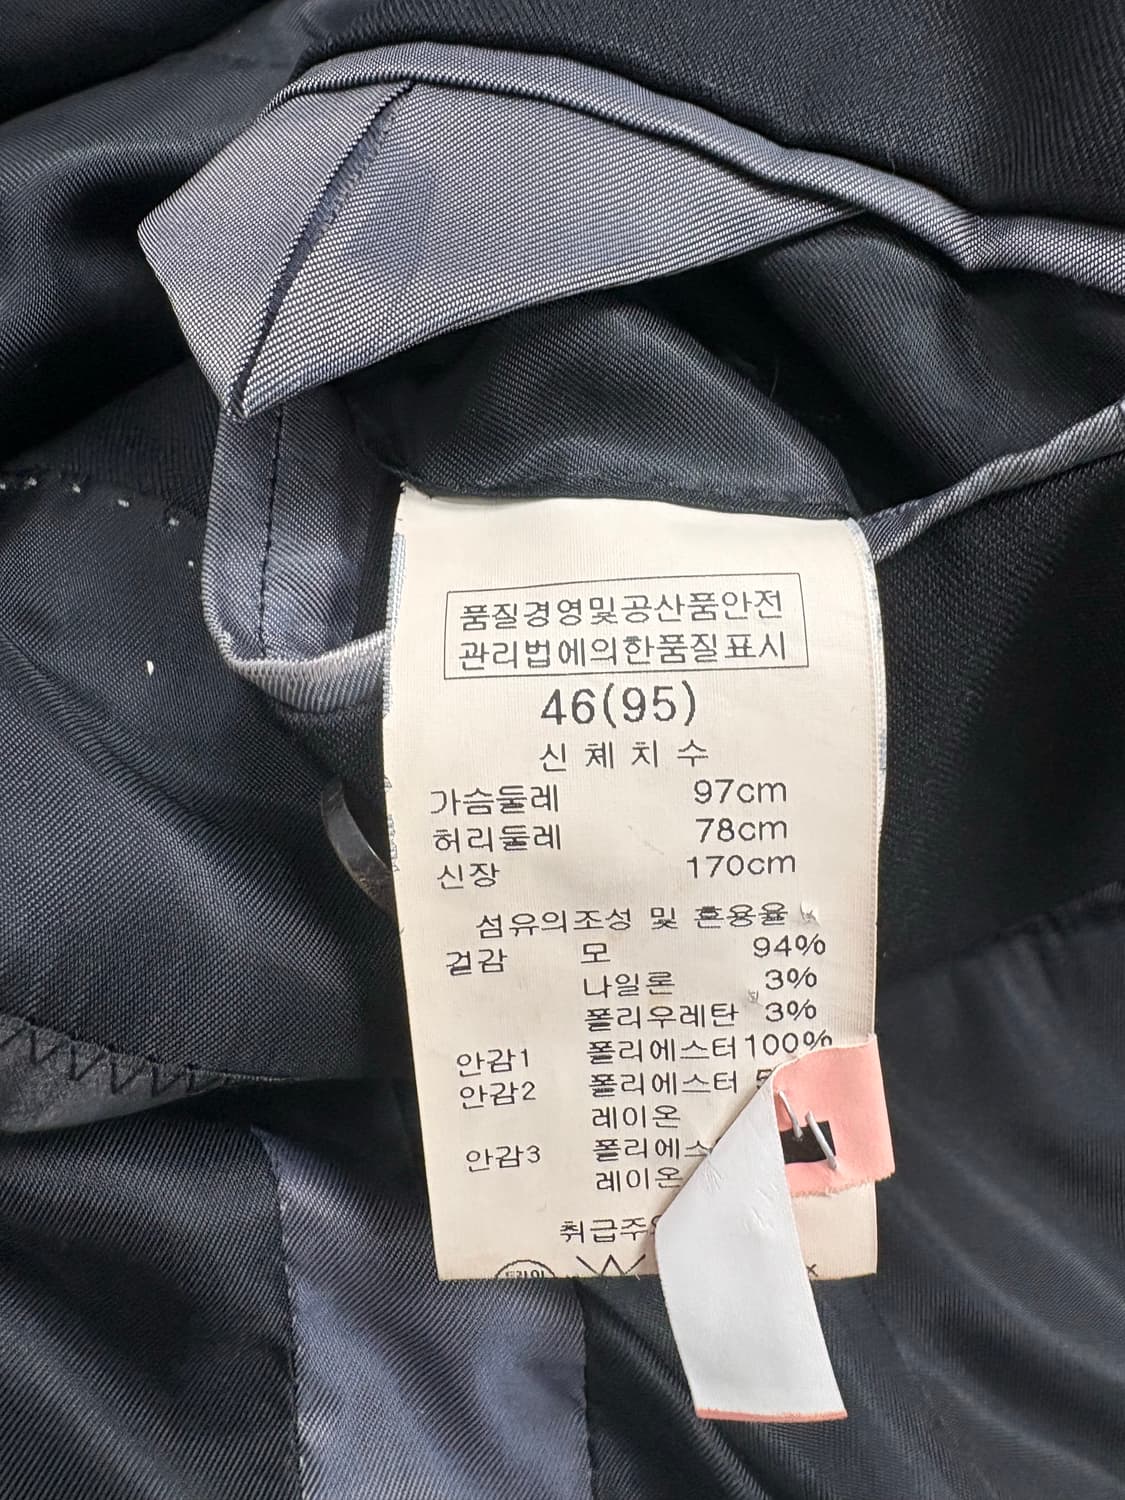 품질경영및공산품안전
관리법에의한품질표시
46(95)
신체치수
가슴둘레 97cm
허리둘레 78cm
신장 170cm
섬유의조성 및 혼용율
겉감 모 94%
나일론 3%
폴리우레탄 3%
안감1 폴리에스터 100%
안감2 폴리에스터
레이온
안감3
레이온